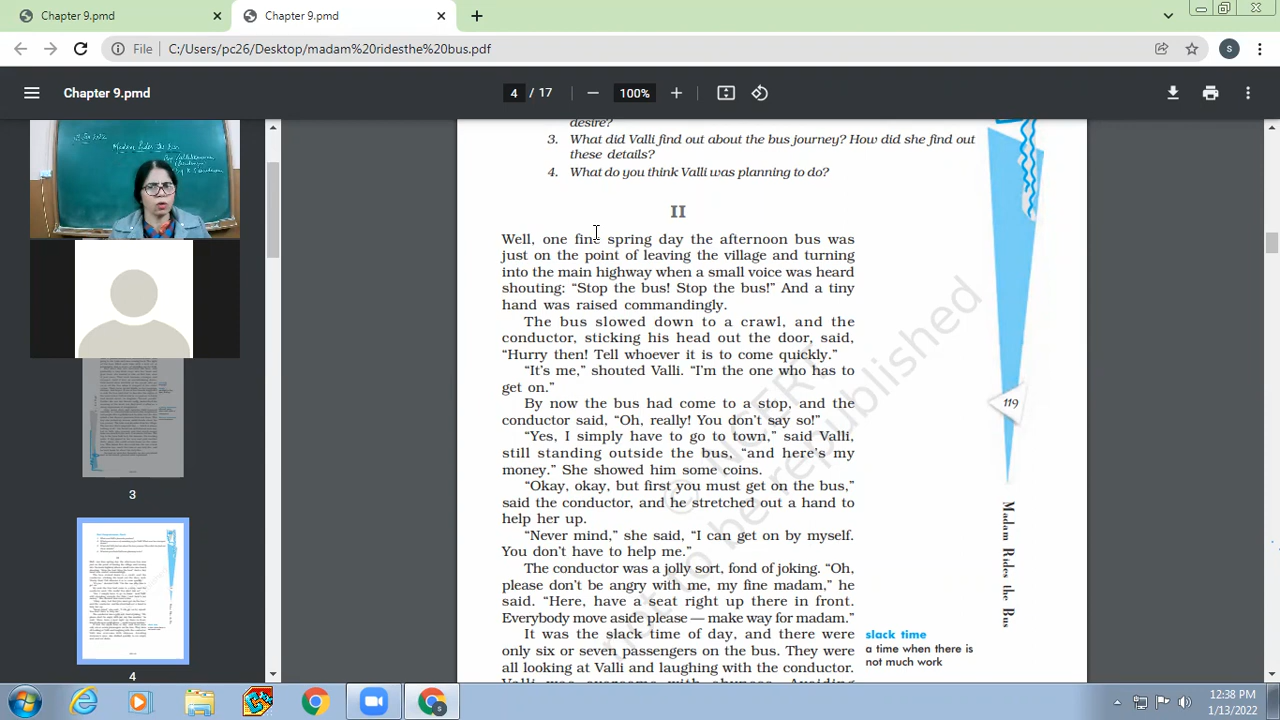 Chapter 9.pmd
Chapter 9.pmd
File C:/Users/pc26/Desktop/madam%20ridesthe%20bus.pdf
S
Chapter 9.pmd
4 / 17
100%
Madam Rides the Bus
3
4
desire?
3. What did Valli find out about the bus journey? How did she find out
these details?
4. What do you think Valli was planning to do?
II
Well, one fine spring day the afternoon bus was
just on the point of leaving the village and turning
into the main highway when a small voice was heard
shouting: “Stop the bus! Stop the bus!” And a tiny
hand was raised commandingly.
The bus slowed down to a crawl, and the
conductor, sticking his head out the door, said,
“Hurry then! Tell whoever it is to come quickly.”
“It’s me,” shouted Valli. “I’m the one who has to
get on.”
By now the bus had come to a stop, and the
conductor said, “Oh, really! You don’t say so!”
“Yes, I simply have to go to town,” said Valli,
still standing outside the bus, “and here’s my
money.” She showed him some coins.
“Okay, okay, but first you must get on the bus,”
said the conductor, and he stretched out a hand to
help her up.
“Never mind,” she said, “I can get on by myself.
You don’t have to help me.”
The conductor was a jolly sort, fond of joking. “Oh,
please don’t be angry with me, my fine madam,” he
said. “Here, have a seat right up there in front.
Everybody move aside please — make way for madam.”
It was the slack time of day, and there were
only six or seven passengers on the bus. They were
all looking at Valli and laughing with the conductor.
Valli was overcome with shyness. Avoiding
slack time
a time when there is
not much work
119
Madam Rides the Bus
republished
12:38 PM
1/13/2022